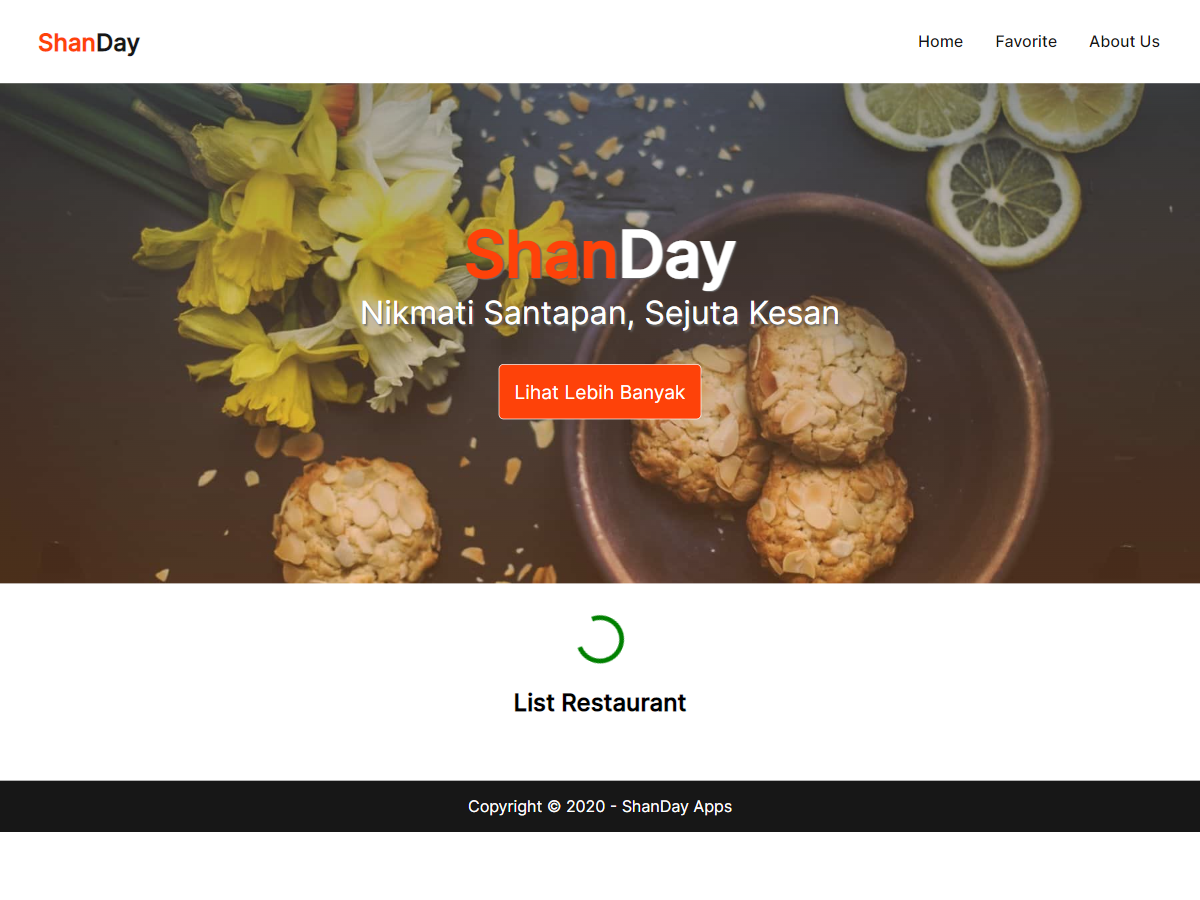 ShanDay
Home Favorite About Us
ShanDay
Nikmati Santapan, Sejuta Kesan
Lihat Lebih Banyak
List Restaurant
Copyright © 2020 - ShanDay Apps